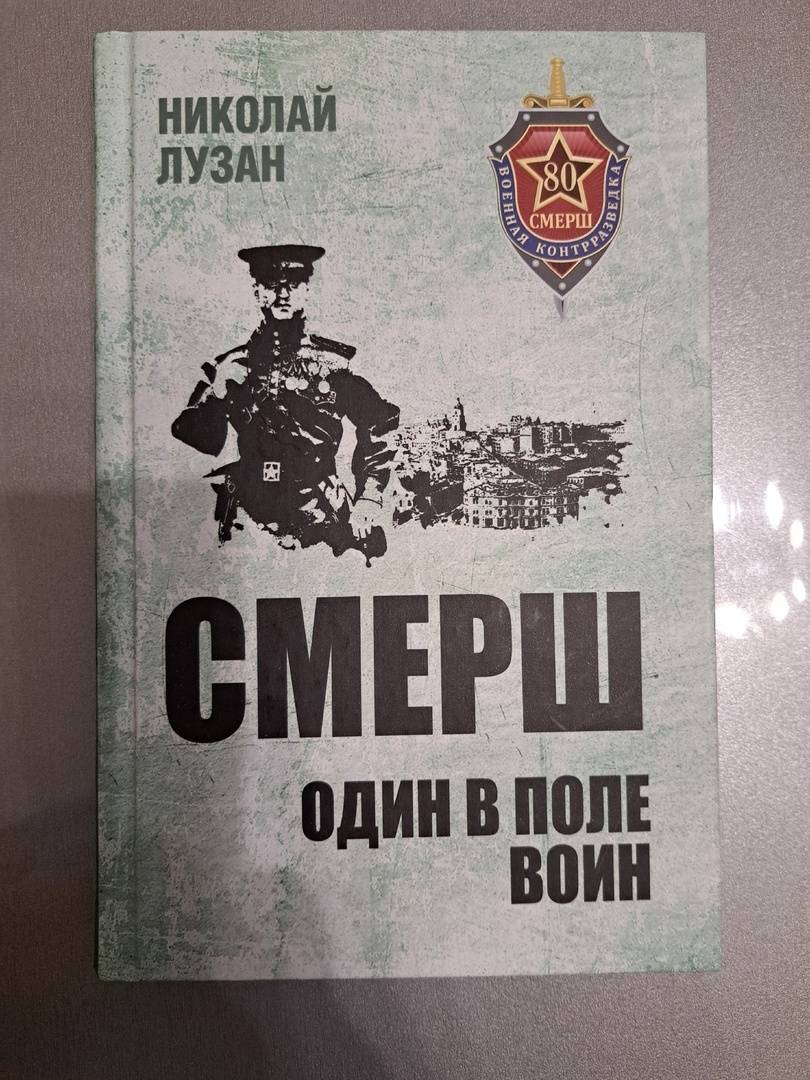 НИКОЛАЙ
ЛУЗАН
80
СМЕРШ
ВОЕННАЯ КОНТРРАЗВЕДКА
СМЕРШ
ОДИН В ПОЛЕ
ВОИН